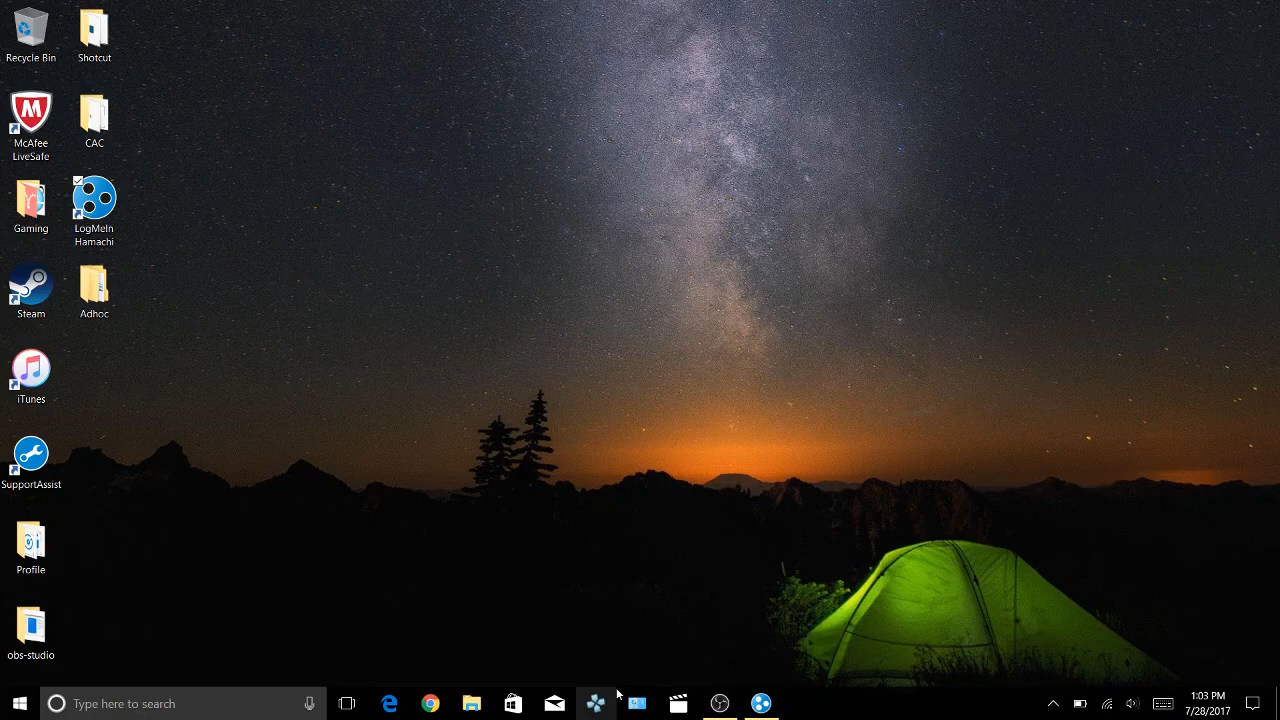 Recycle Bin
Shotcut
McAfee
LiveSafe
CAC
Gaming
LogMeIn
Hamachi
Steam
Adhoc
iTunes
SupportAssist
Profile
obs-studio
Type here to search
1:03 PM
7/28/2017